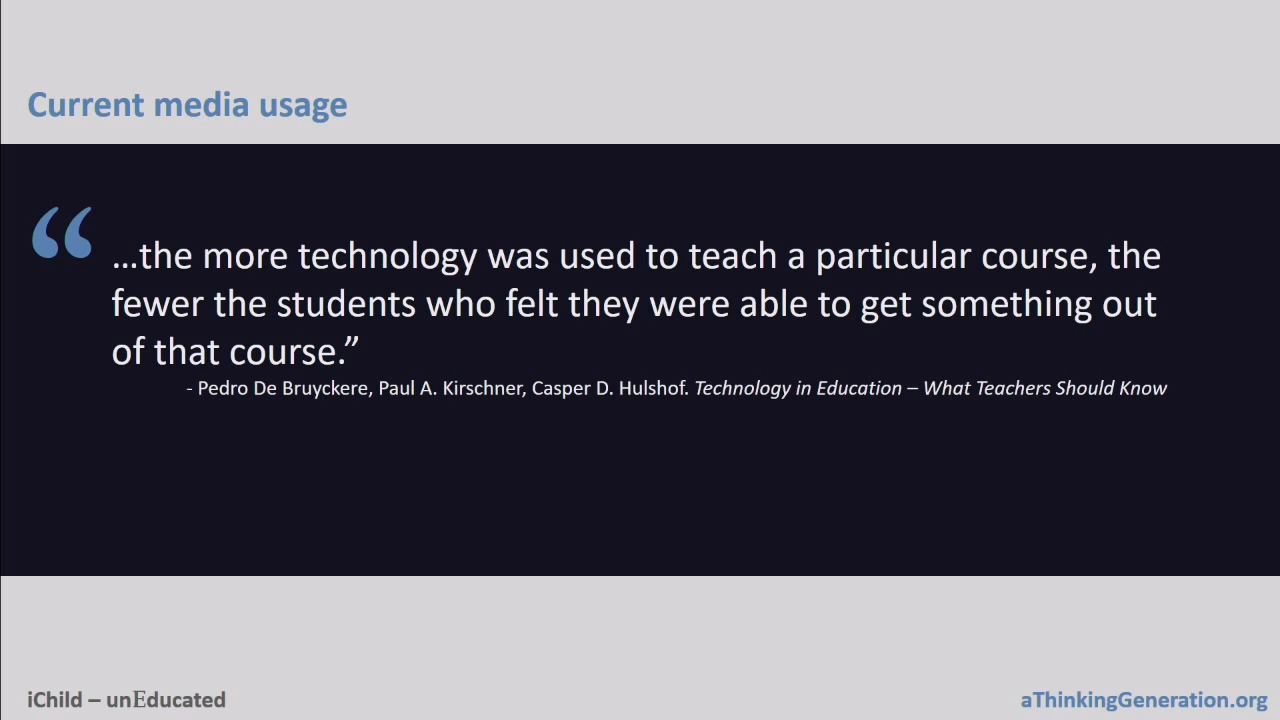 Current media usage
“
…the more technology was used to teach a particular course, the
fewer the students who felt they were able to get something out
of that course.”
- Pedro De Bruyckere, Paul A. Kirschner, Casper D. Hulshof. Technology in Education – What Teachers Should Know
iChild – unEducated
aThinkingGeneration.org